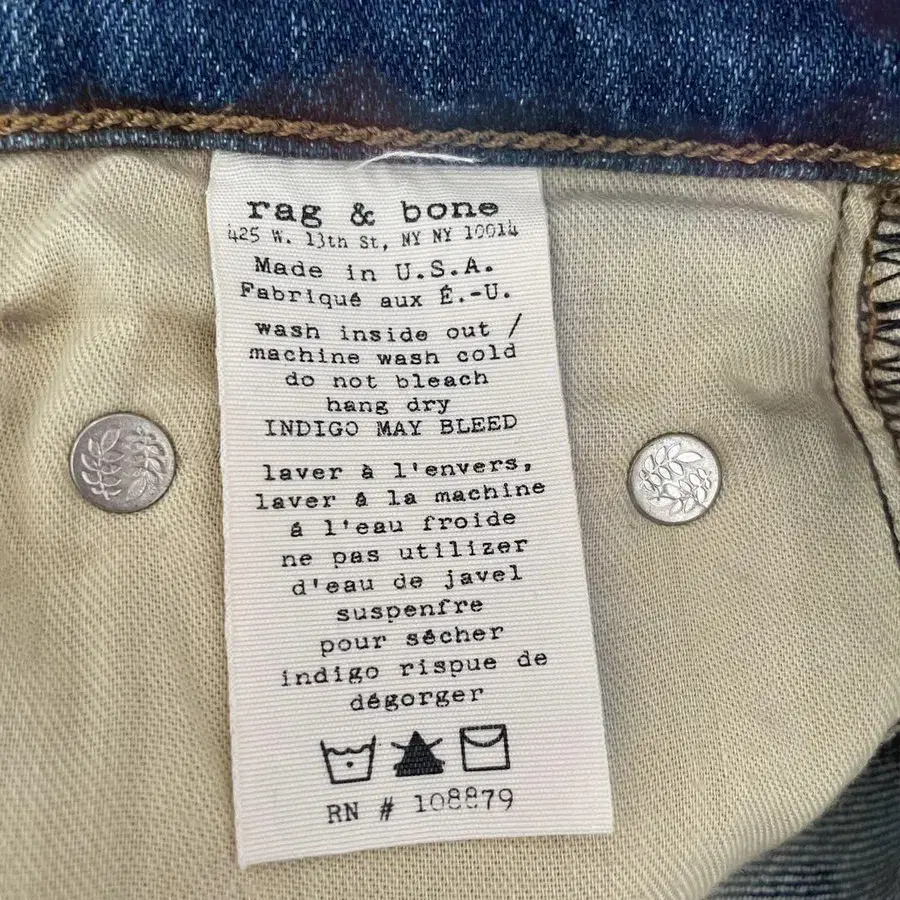 rag & bone
425 W. 13th St, NY NY 10014
Made in U.S.A.
Fabriqué aux É.-U.
wash inside out /
machine wash cold
do not bleach
hang dry
INDIGO MAY BLEED
laver à l'envers,
laver à la machine
à l'eau froide
ne pas utilizer
d'eau de javel
suspenfre
pour sécher
indigo rispue de
dégorger
RN # 108879